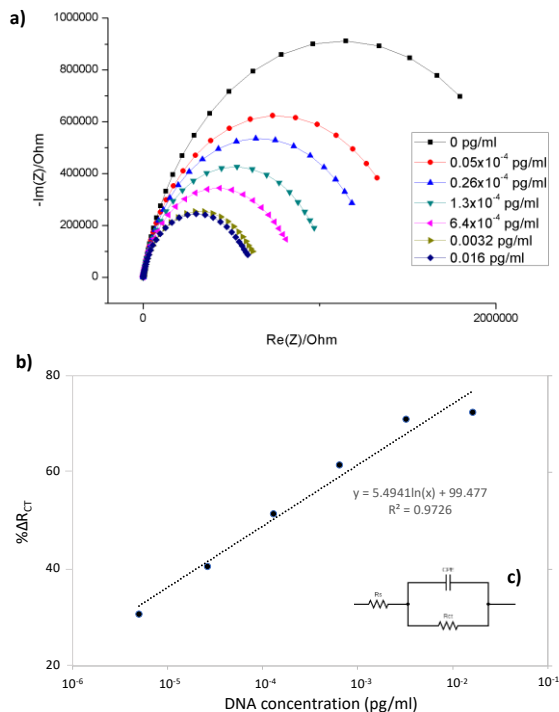 a)
1000000
800000
600000
400000
200000
0
-Im(Z)/Ohm
0 pg/ml
0.05x10⁻⁴ pg/ml
0.26x10⁻⁴ pg/ml
1.3x10⁻⁴ pg/ml
6.4x10⁻⁴ pg/ml
0.0032 pg/ml
0.016 pg/ml
0
2000000
Re(Z)/Ohm
b)
80
60
40
20
%ΔR_CT
y = 5.4941ln(x) + 99.477
R² = 0.9726
c)
CPE
Rs
Rct
10⁻⁶
10⁻⁵
10⁻⁴
10⁻³
10⁻²
10⁻¹
DNA concentration (pg/ml)